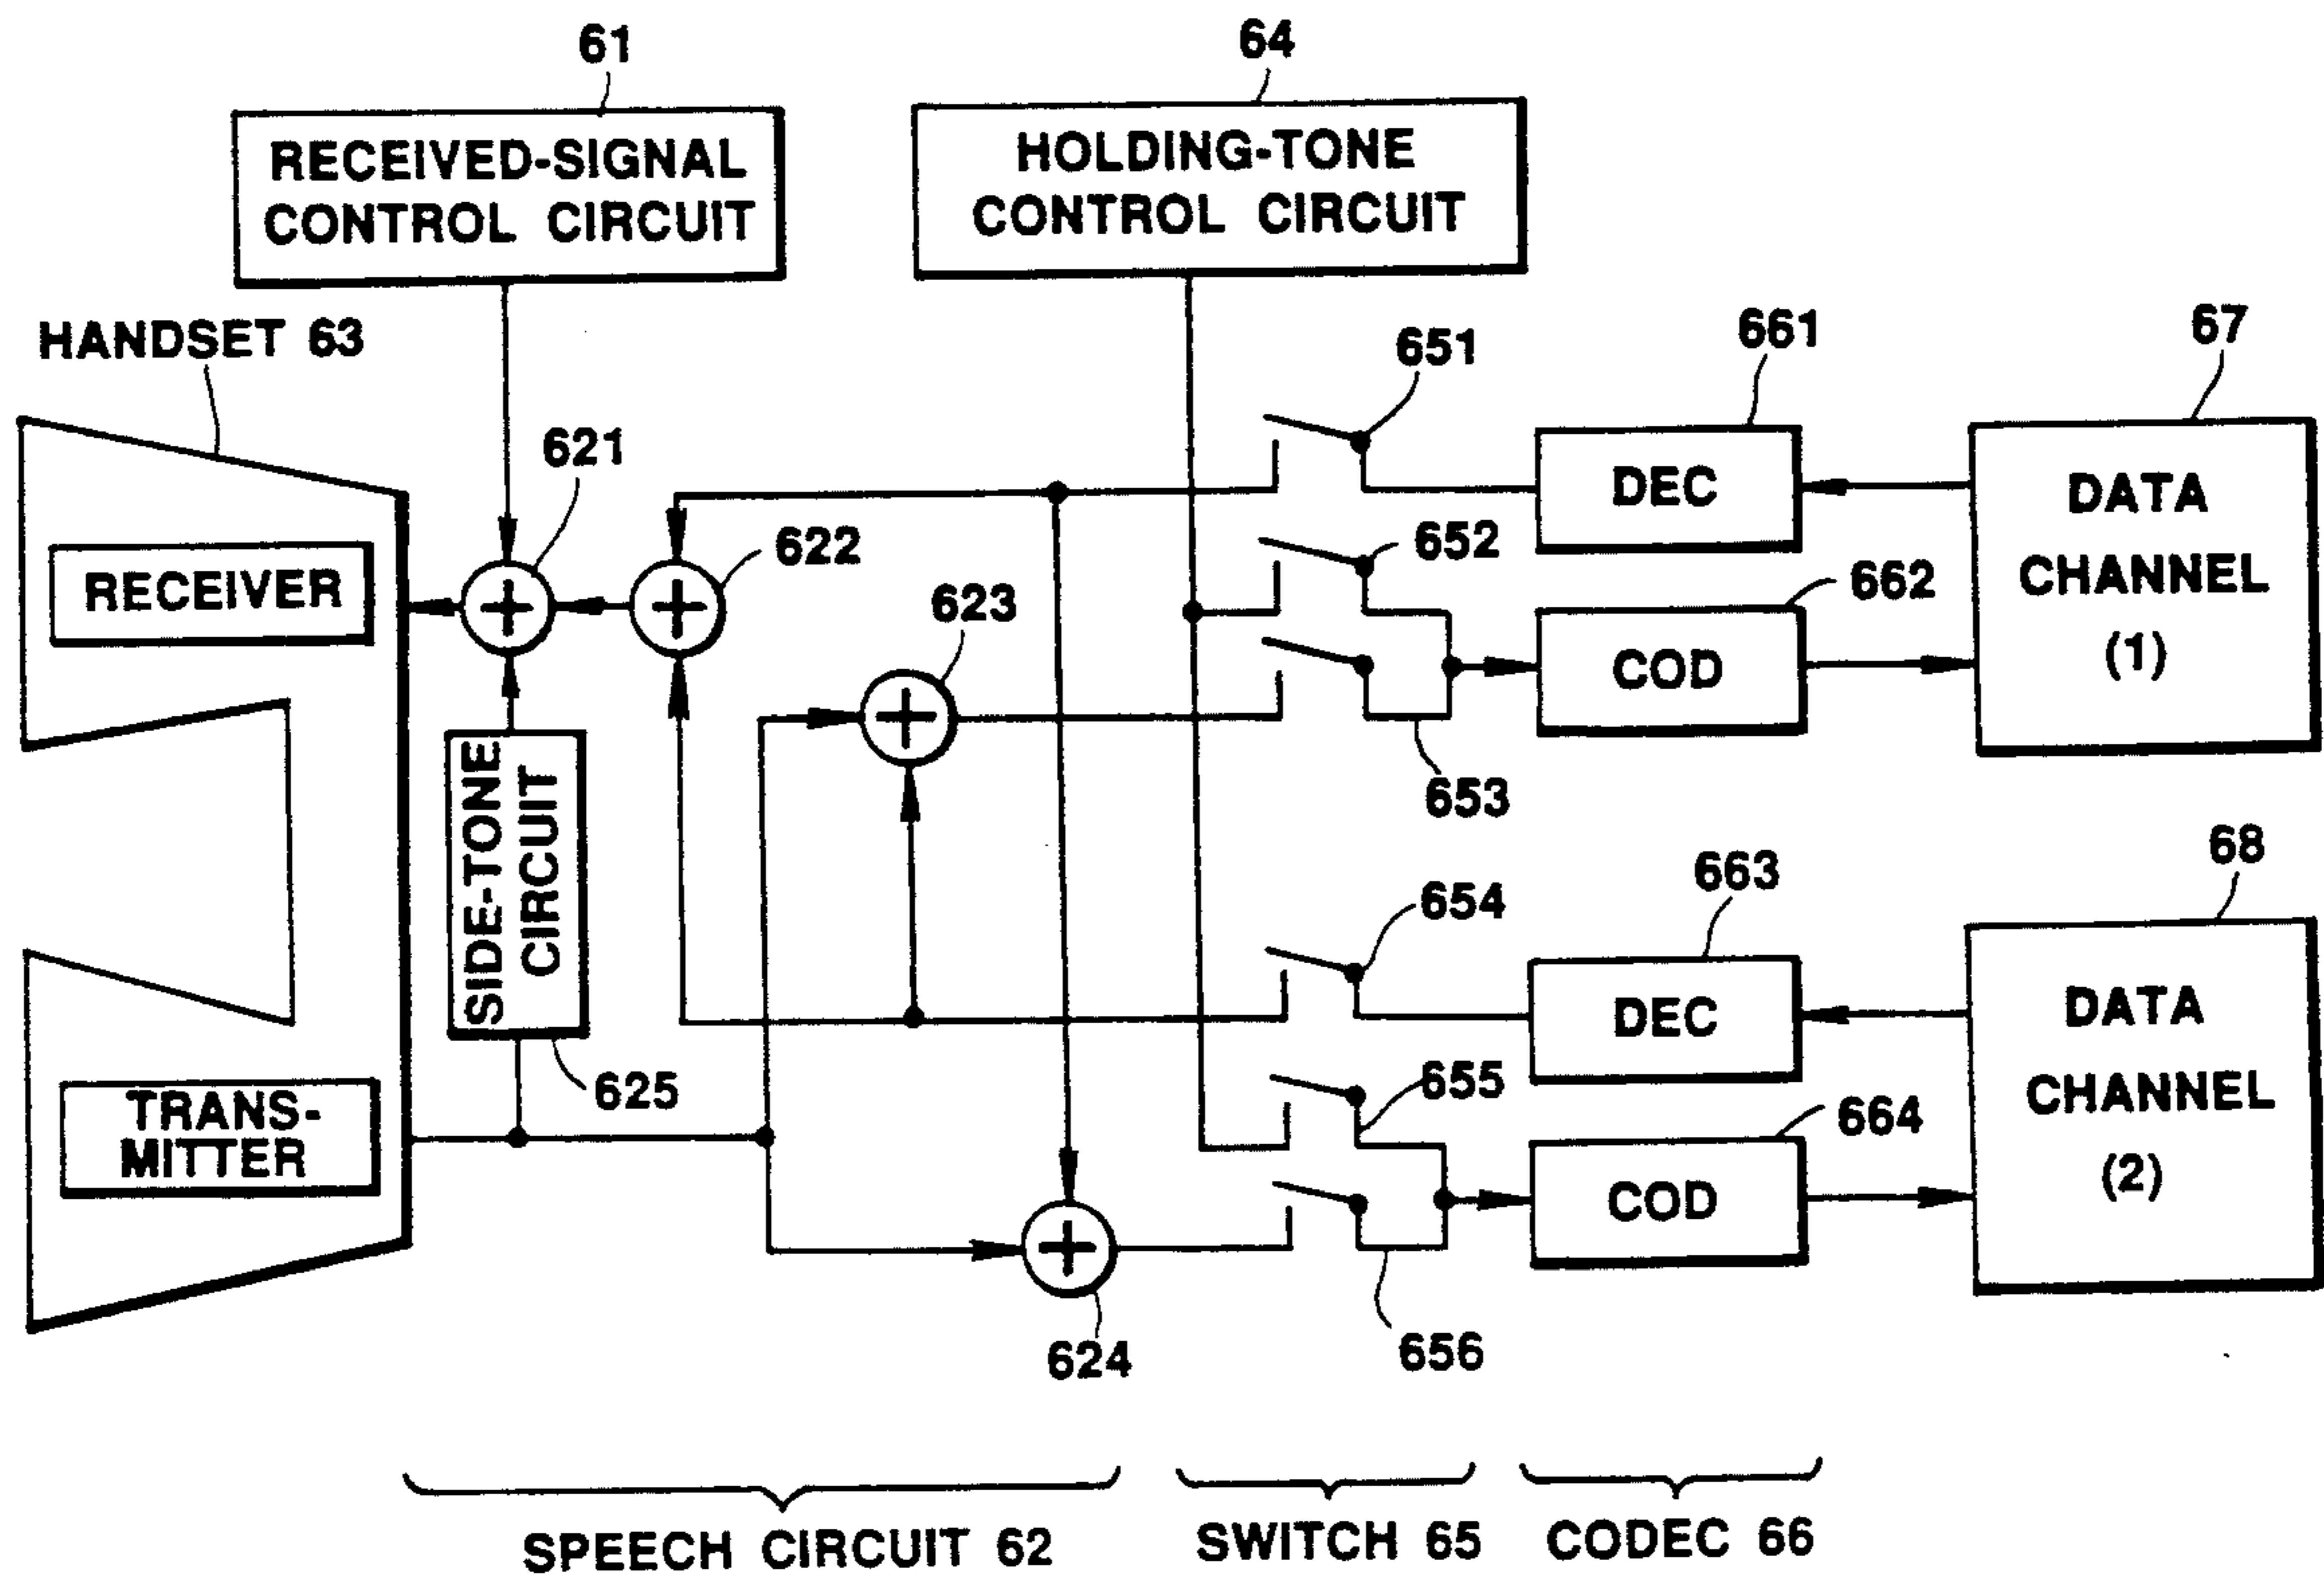 61
64
RECEIVED-SIGNAL
CONTROL CIRCUIT
HOLDING-TONE
CONTROL CIRCUIT
HANDSET 63
651
661
67
621
DEC
DATA
CHANNEL
(1)
622
652
662
RECEIVER
623
COD
653
SIDE-TONE
CIRCUIT
68
663
654
DEC
DATA
CHANNEL
(2)
625
655
664
TRANS-
MITTER
COD
624
656
SPEECH CIRCUIT 62
SWITCH 65
CODEC 66